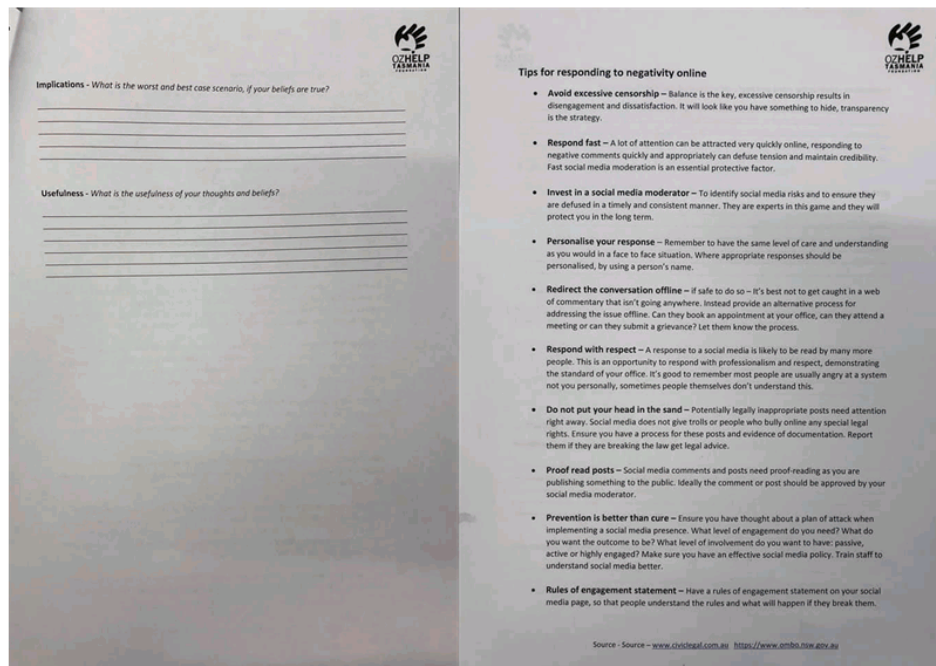 OZHELP
TASMANIA
FOUNDATION
Implications - What is the worst and best case scenario, if your beliefs are true?
Usefulness - What is the usefulness of your thoughts and beliefs?
OZHELP
TASMANIA
FOUNDATION
Tips for responding to negativity online
• Avoid excessive censorship – Balance is the key, excessive censorship results in
disengagement and dissatisfaction. It will look like you have something to hide, transparency
is the strategy.
• Respond fast – A lot of attention can be attracted very quickly online, responding to
negative comments quickly and appropriately can defuse tension and maintain credibility.
Fast social media moderation is an essential protective factor.
• Invest in a social media moderator – To identify social media risks and to ensure they
are defused in a timely and consistent manner. They are experts in this game and they will
protect you in the long term.
• Personalise your response – Remember to have the same level of care and understanding
as you would in a face to face situation. Where appropriate responses should be
personalised, by using a person's name.
• Redirect the conversation offline – if safe to do so – It's best not to get caught in a web
of commentary that isn't going anywhere. Instead provide an alternative process for
addressing the issue offline. Can they book an appointment at your office, can they attend a
meeting or can they submit a grievance? Let them know the process.
• Respond with respect – A response to a social media is likely to be read by many more
people. This is an opportunity to respond with professionalism and respect, demonstrating
the standard of your office. It's good to remember most people are usually angry at a system
not you personally, sometimes people themselves don't understand this.
• Do not put your head in the sand – Potentially legally inappropriate posts need attention
right away. Social media does not give trolls or people who bully online any special legal
rights. Ensure you have a process for these posts and evidence of documentation. Report
them if they are breaking the law get legal advice.
• Proof read posts – Social media comments and posts need proof-reading as you are
publishing something to the public. Ideally the comment or post should be approved by your
social media moderator.
• Prevention is better than cure – Ensure you have thought about a plan of attack when
implementing a social media presence. What level of engagement do you need? What do
you want the outcome to be? What level of involvement do you want to have: passive,
active or highly engaged? Make sure you have an effective social media policy. Train staff to
understand social media better.
• Rules of engagement statement – Have a rules of engagement statement on your social
media page, so that people understand the rules and what will happen if they break them.
Source - Source – www.civiclegal.com.au https://www.ombo.nsw.gov.au